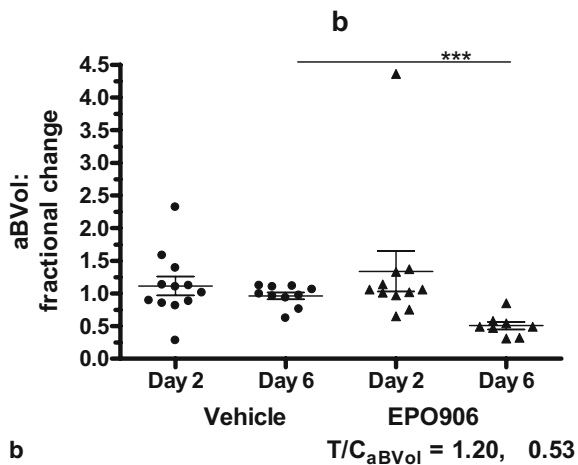 b
***
4.5
4.0
3.5
3.0
2.5
2.0
1.5
1.0
0.5
0.0
aBVol:
fractional change
Day 2 Day 6 Day 2 Day 6
Vehicle EPO906
b T/CaBVol = 1.20, 0.53